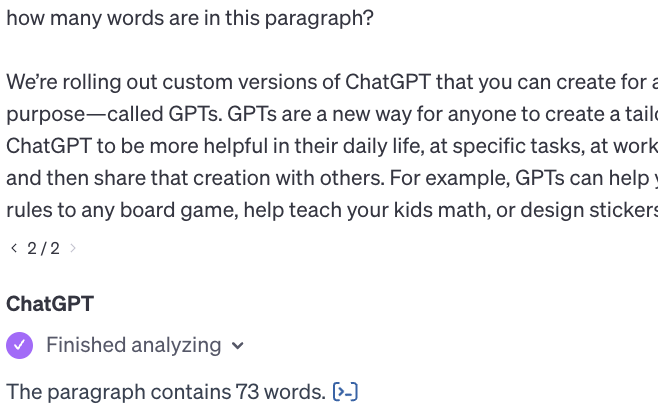 how many words are in this paragraph?
We’re rolling out custom versions of ChatGPT that you can create for a
purpose—called GPTs. GPTs are a new way for anyone to create a tailo
ChatGPT to be more helpful in their daily life, at specific tasks, at work
and then share that creation with others. For example, GPTs can help y
rules to any board game, help teach your kids math, or design stickers
< 2 / 2 >
ChatGPT
Finished analyzing
The paragraph contains 73 words. [>-]